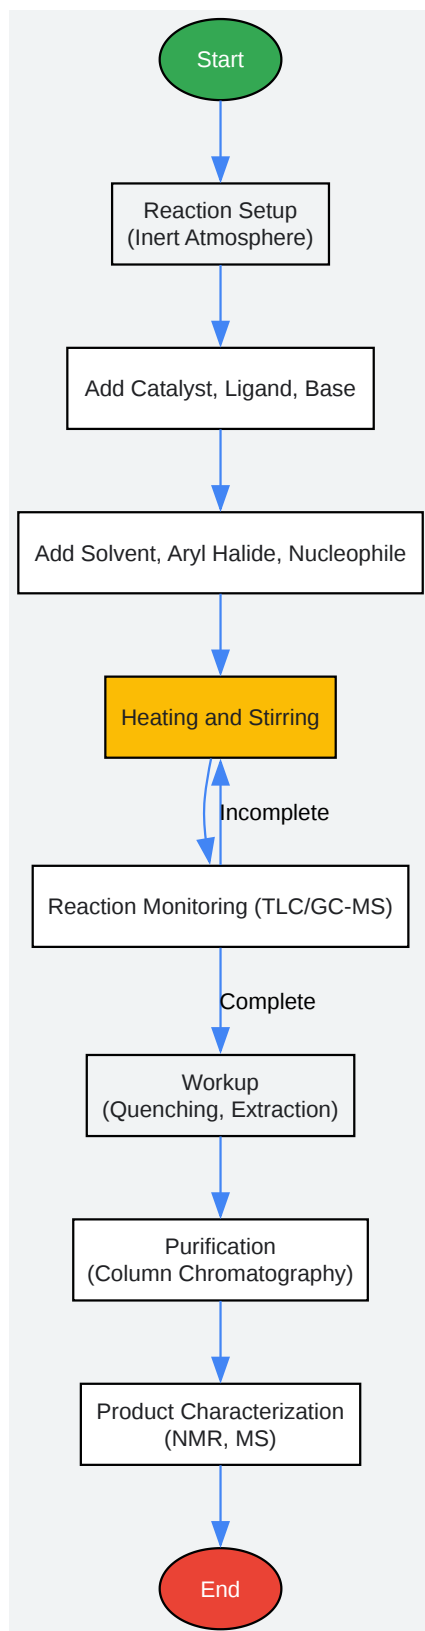 Start
Reaction Setup
(Inert Atmosphere)
Add Catalyst, Ligand, Base
Add Solvent, Aryl Halide, Nucleophile
Heating and Stirring
Incomplete
Reaction Monitoring (TLC/GC-MS)
Complete
Workup
(Quenching, Extraction)
Purification
(Column Chromatography)
Product Characterization
(NMR, MS)
End